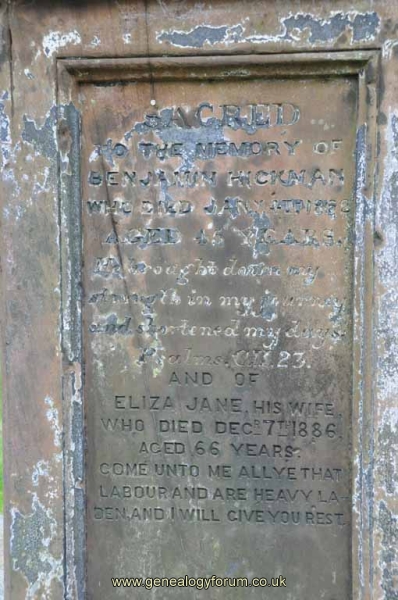 SACRED
TO THE MEMORY OF
BENJAMIN HICKMAN
WHO DIED JANY
AGED YEARS.
He brought down my
strength in my journey
and shortened my days.
Psalms. CII. 23.
AND OF
ELIZA JANE, HIS WIFE,
WHO DIED DECR. 7TH 1886,
AGED 66 YEARS.
COME UNTO ME ALL YE THAT
LABOUR AND ARE HEAVY LA-
DEN, AND I WILL GIVE YOU REST.
www.genealogyforum.co.uk